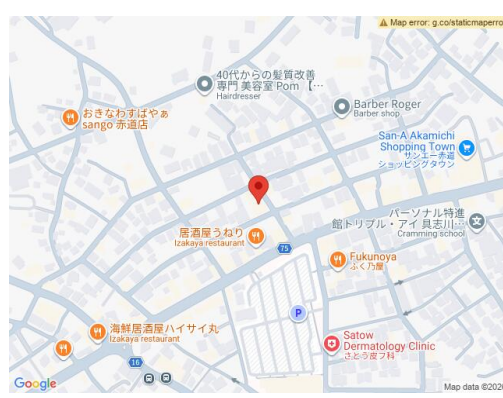 Map error: g.co/staticmaperro
40代からの髪質改善
専門 美容室 Pom 【…
Hairdresser
おきなわすばやぁ
sango 赤道店
Barber Roger
Barber shop
San-A Akamichi
Shopping Town
サンエー赤道
ショッピングタウン
パーソナル特進
館トリプル・アイ 具志川…
Cramming school
居酒屋うねり
Izakaya restaurant
75
Fukunoya
ふく乃屋
P
海鮮居酒屋ハイサイ丸
Izakaya restaurant
Satow
Dermatology Clinic
さとう皮フ科
16
Google
Map data ©2026